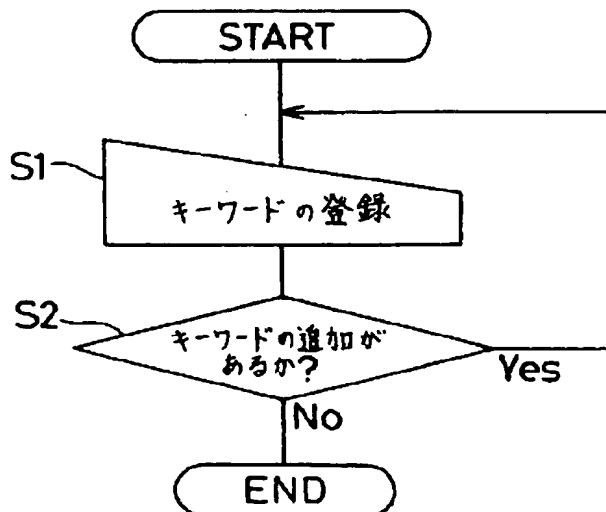 START
S1
キーワードの登録
S2
キーワードの追加が
あるか?
Yes
No
END